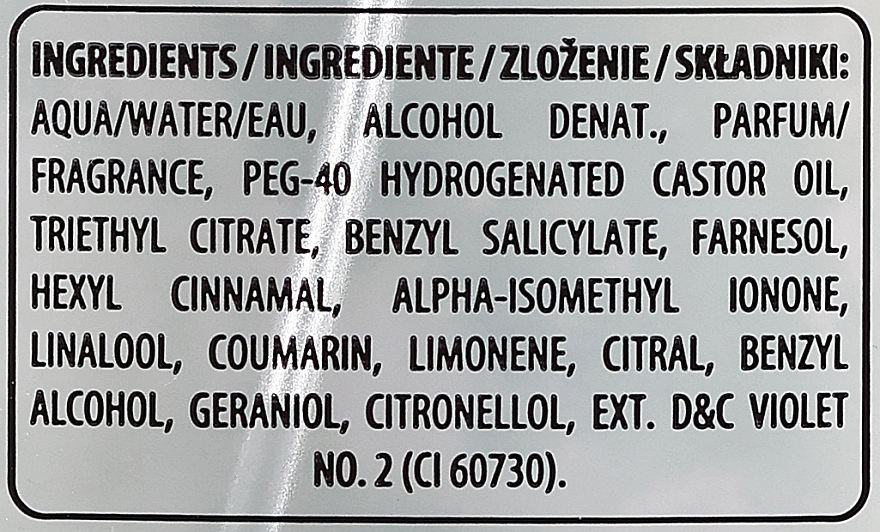 INGREDIENTS/INGREDIENTE/ZLOŽENIE/SKŁADNIKI:
AQUA/WATER/EAU, ALCOHOL DENAT., PARFUM/
FRAGRANCE, PEG-40 HYDROGENATED CASTOR OIL,
TRIETHYL CITRATE, BENZYL SALICYLATE, FARNESOL,
HEXYL CINNAMAL, ALPHA-ISOMETHYL IONONE,
LINALOOL, COUMARIN, LIMONENE, CITRAL, BENZYL
ALCOHOL, GERANIOL, CITRONELLOL, EXT. D&C VIOLET
NO. 2 (CI 60730).